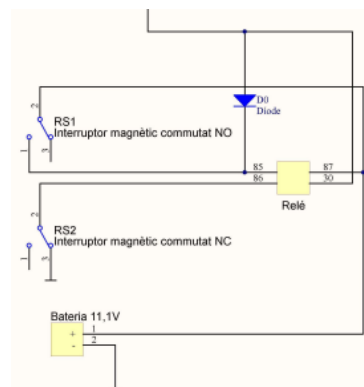 D0
Diode
2
RS1
Interruptor magnètic commutat NO
1
3
85
87
86
30
Relé
2
RS2
Interruptor magnètic commutat NC
1
3
Bateria 11,1V
+
1
-
2